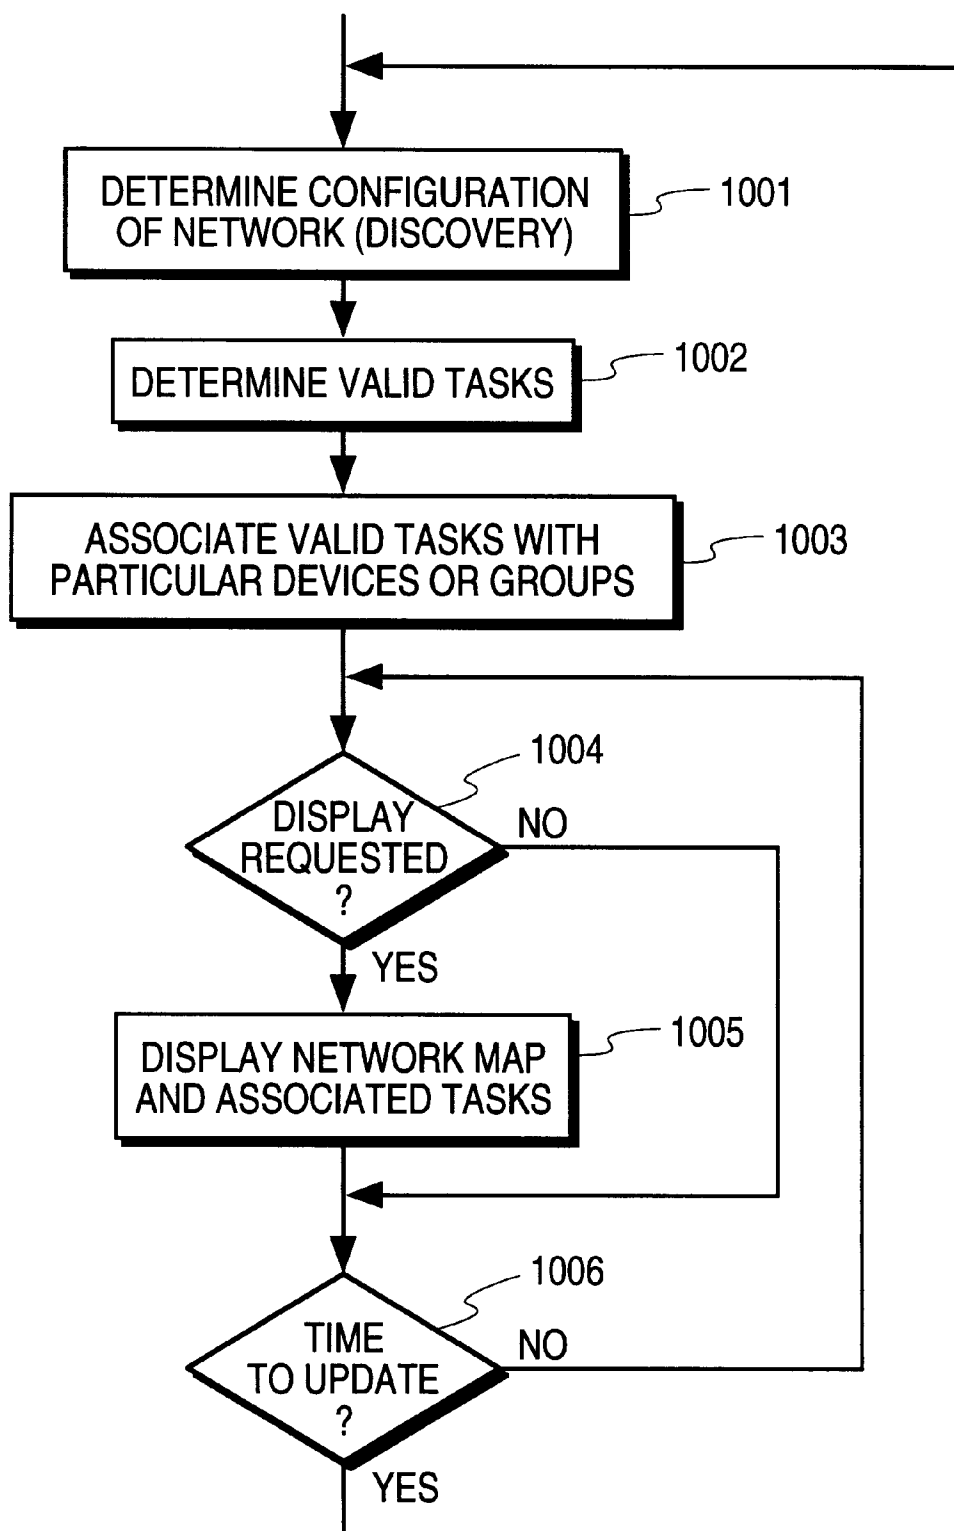 DETERMINE CONFIGURATION
OF NETWORK (DISCOVERY)
1001
DETERMINE VALID TASKS
1002
ASSOCIATE VALID TASKS WITH
PARTICULAR DEVICES OR GROUPS
1003
1004
DISPLAY
REQUESTED
?
NO
YES
DISPLAY NETWORK MAP
AND ASSOCIATED TASKS
1005
1006
TIME
TO UPDATE
?
NO
YES